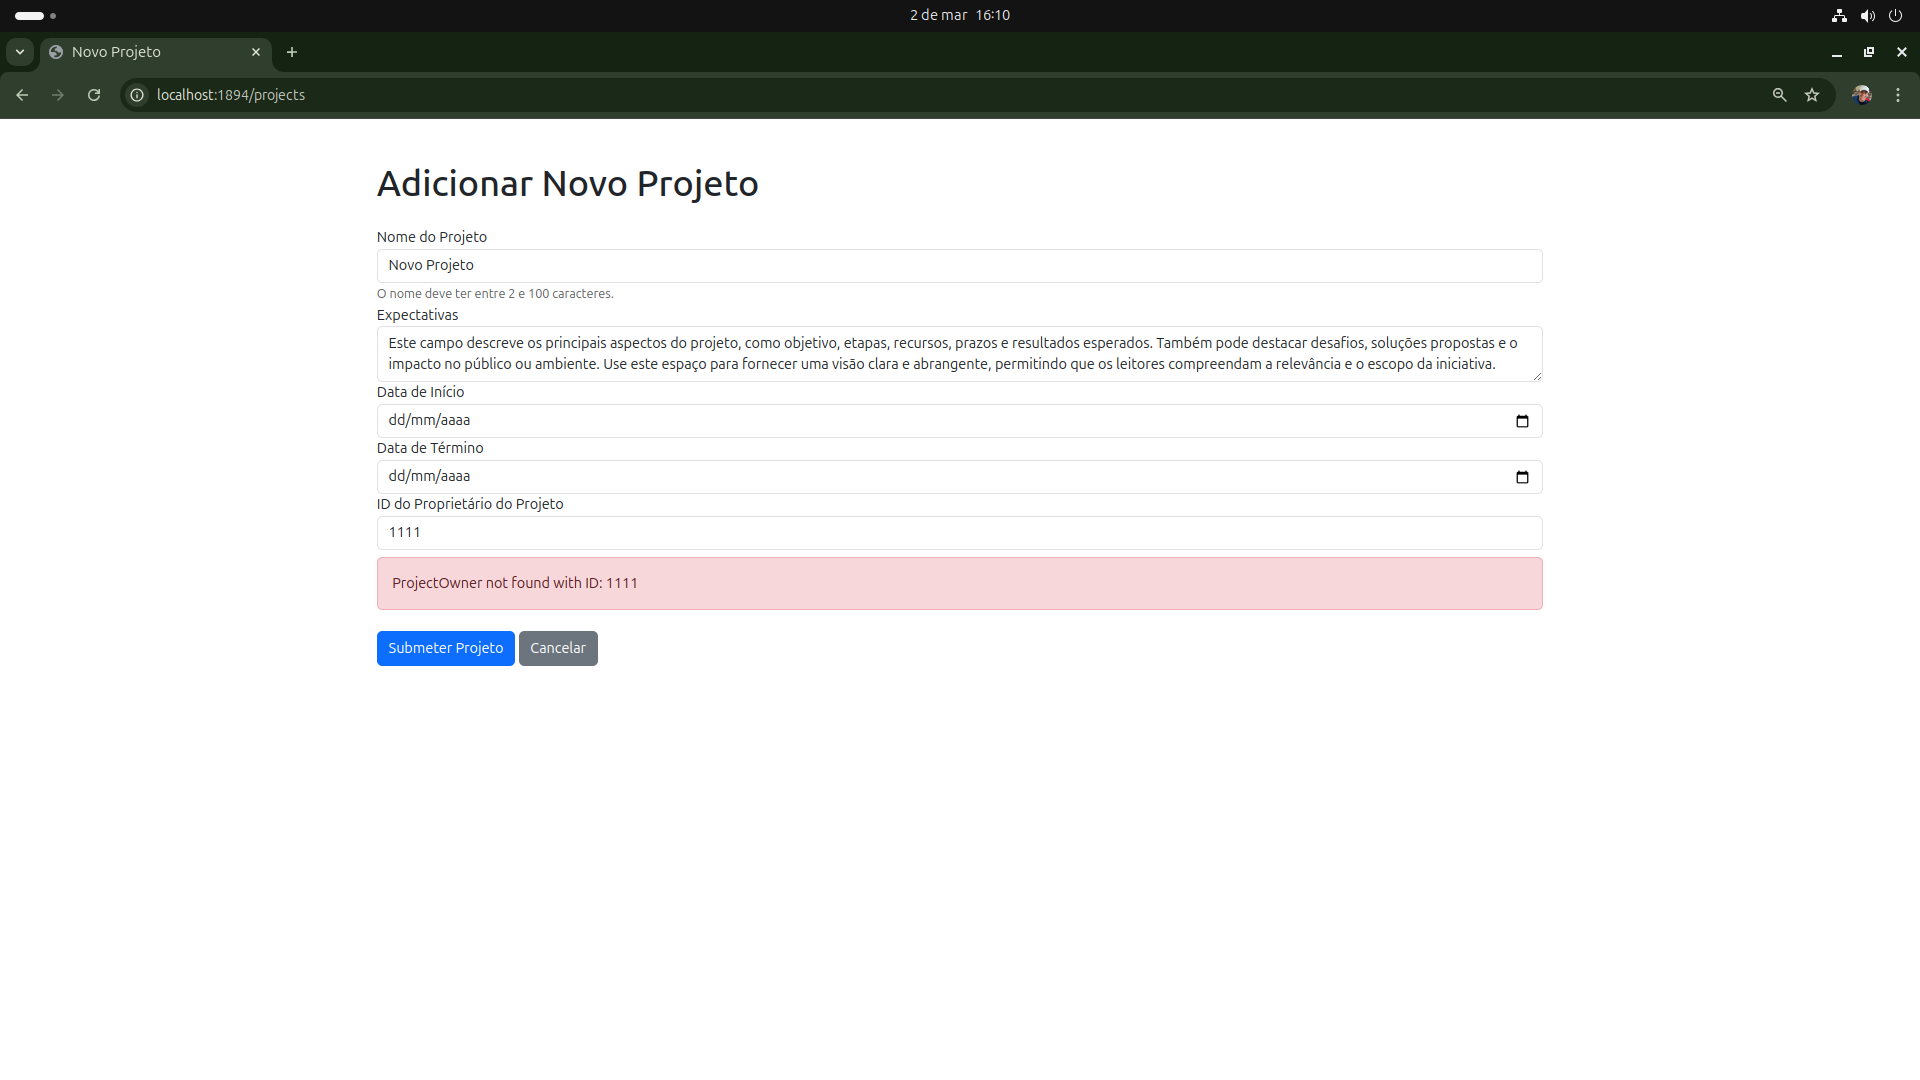 2 de mar 16:10
Novo Projeto
localhost:1894/projects
Adicionar Novo Projeto
Nome do Projeto
Novo Projeto
O nome deve ter entre 2 e 100 caracteres.
Expectativas
Este campo descreve os principais aspectos do projeto, como objetivo, etapas, recursos, prazos e resultados esperados. Também pode destacar desafios, soluções propostas e o
impacto no público ou ambiente. Use este espaço para fornecer uma visão clara e abrangente, permitindo que os leitores compreendam a relevância e o escopo da iniciativa.
Data de Início
dd/mm/aaaa
Data de Término
dd/mm/aaaa
ID do Proprietário do Projeto
1111
ProjectOwner not found with ID: 1111
Submeter Projeto Cancelar